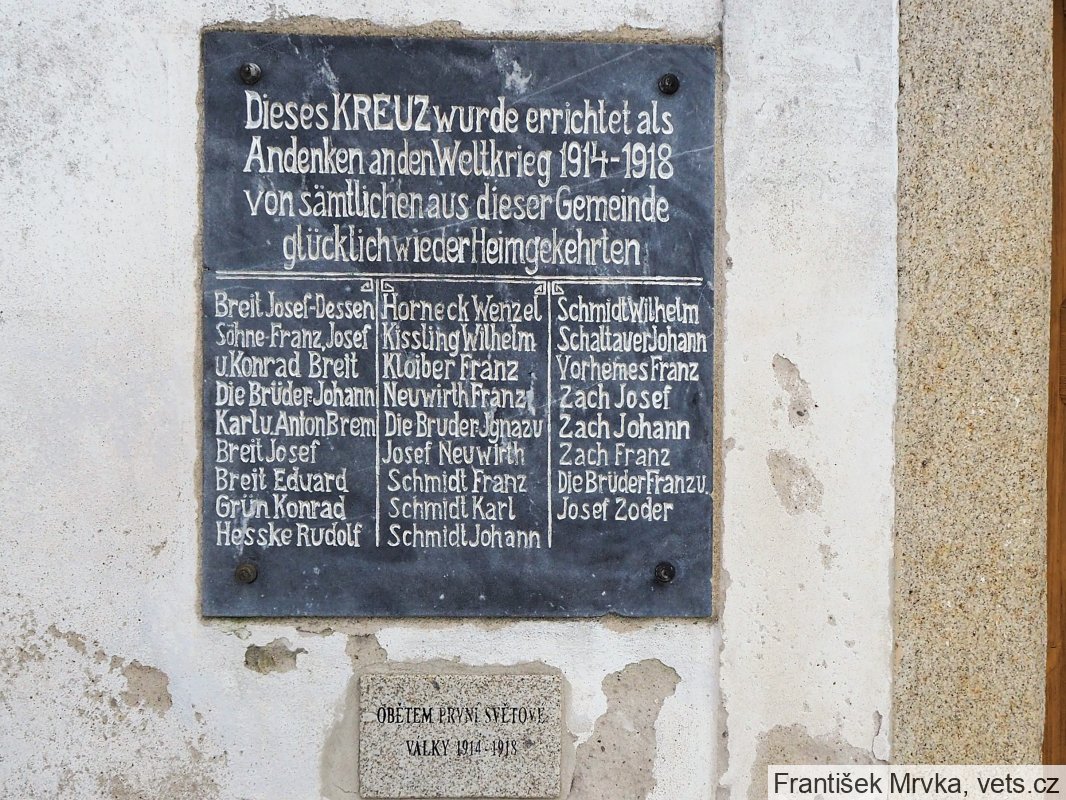 Dieses KREUZ wurde errichtet als
Andenken an den Weltkrieg 1914-1918
von sämtlichen aus dieser Gemeinde
glücklich wieder Heimgekehrten
Breit Josef-Dessen
Söhne-Franz, Josef
u. Konrad Breit
Die Brüder Johann
Karl u. Anton Brem
Breit Josef
Breit Eduard
Grün Konrad
Hesske Rudolf
Horneck Wenzel
Kissling Wilhelm
Kloiber Franz
Neuwirth Franz
Die Brüder Jgnaz u
Josef Neuwirth
Schmidt Franz
Schmidt Karl
Schmidt Johann
Schmidt Wilhelm
Schaltauer Johann
Vorhemes Franz
Zach Josef
Zach Johann
Zach Franz
Die Brüder Franz u.
Josef Zoder
OBĚTEM PRVNÍ SVĚTOVÉ
VÁLKY 1914-1918
František Mrvka, vets.cz